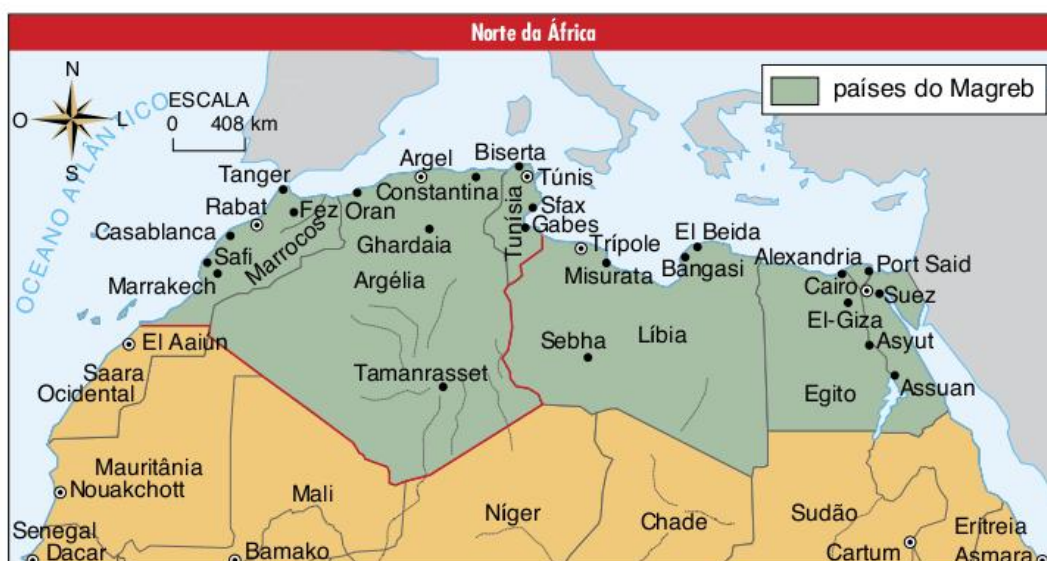 Norte da África
países do Magreb
N
O
L
S
OCEANO ATLÂNTICO
ESCALA
0 408 km
Tanger
Rabat
Casablanca
Safi
Marrakech
Fez
Marrocos
Oran
Argel
Constantina
Ghardaia
Argélia
Tamanrasset
Biserta
Túnis
Tunísia
Sfax
Gabes
Trípole
Misurata
El Beida
Bangasi
Sebha
Líbia
Alexandria
Port Said
Cairo
Suez
El-Giza
Asyut
Assuan
Egito
El Aaiún
Saara
Ocidental
Mauritânia
Nouakchott
Mali
Níger
Chade
Sudão
Eritreia
Senegal
Dacar
Bamako
Cartum
Asmara